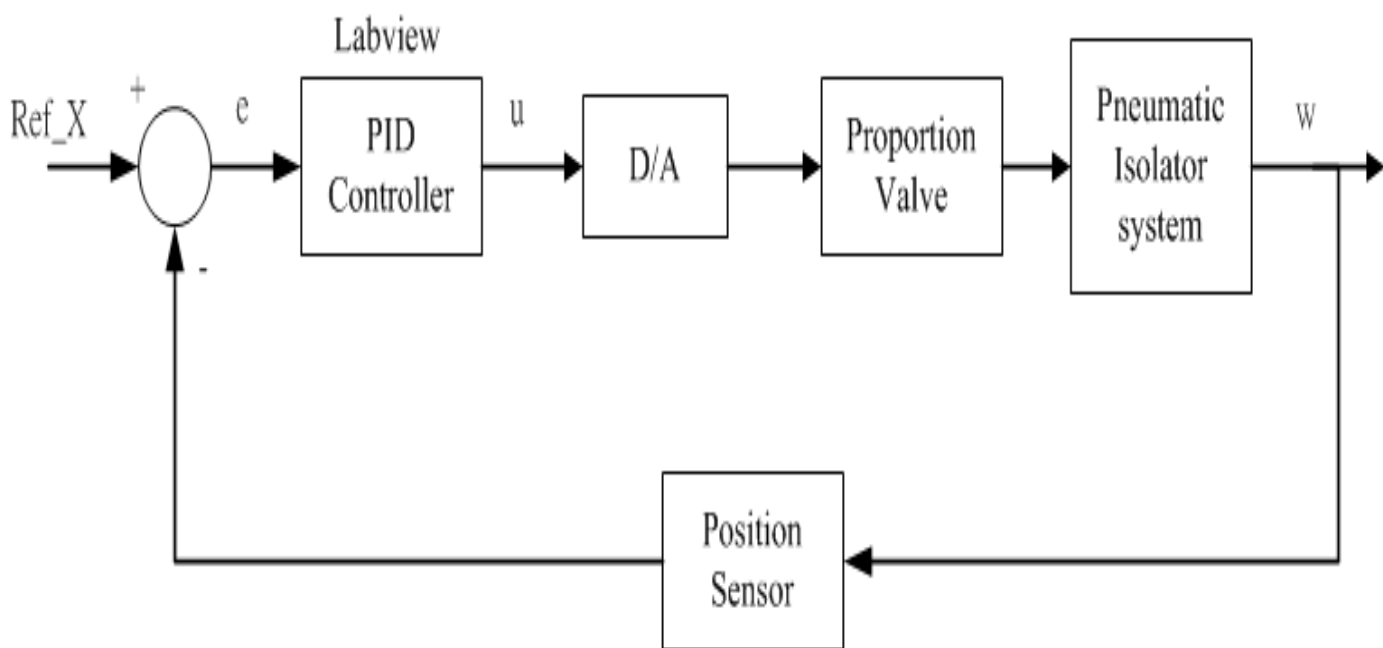 Labview
Ref_X
+
-
e
PID
Controller
u
D/A
Proportion
Valve
Pneumatic
Isolator
system
w
Position
Sensor